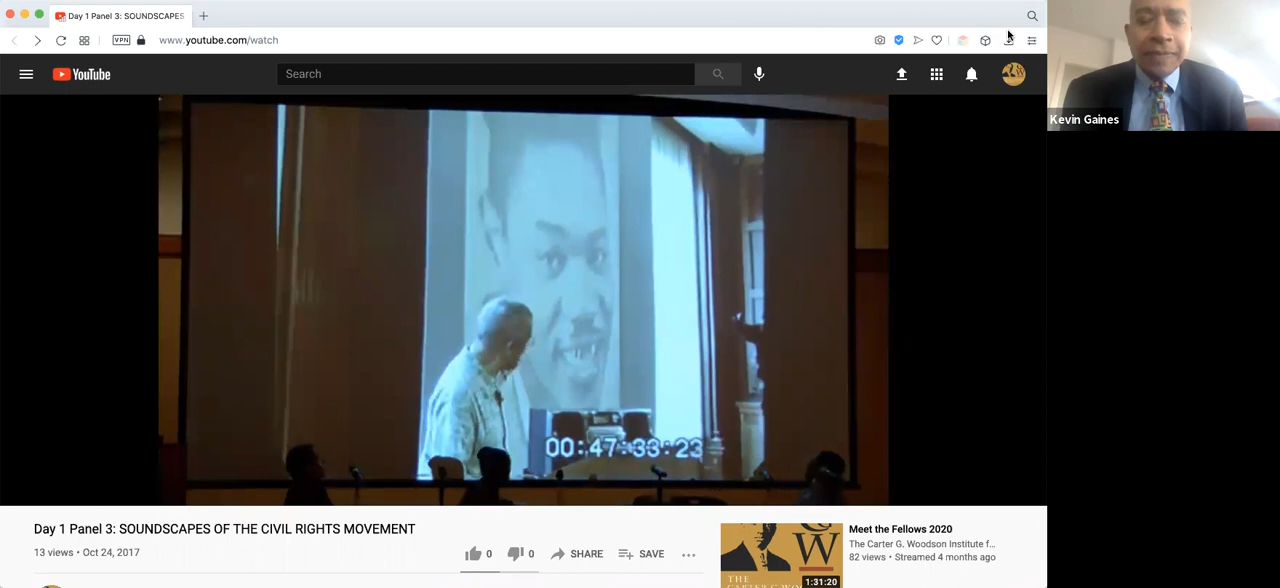 Day 1 Panel 3: SOUNDSCAPES
VPN
www.youtube.com/watch
YouTube
Search
Kevin Gaines
00:47:33:23
Day 1 Panel 3: SOUNDSCAPES OF THE CIVIL RIGHTS MOVEMENT
13 views • Oct 24, 2017
0
0
SHARE
SAVE
Meet the Fellows 2020
The Carter G. Woodson Institute f...
82 views • Streamed 4 months ago
GW
THE
1:31:20